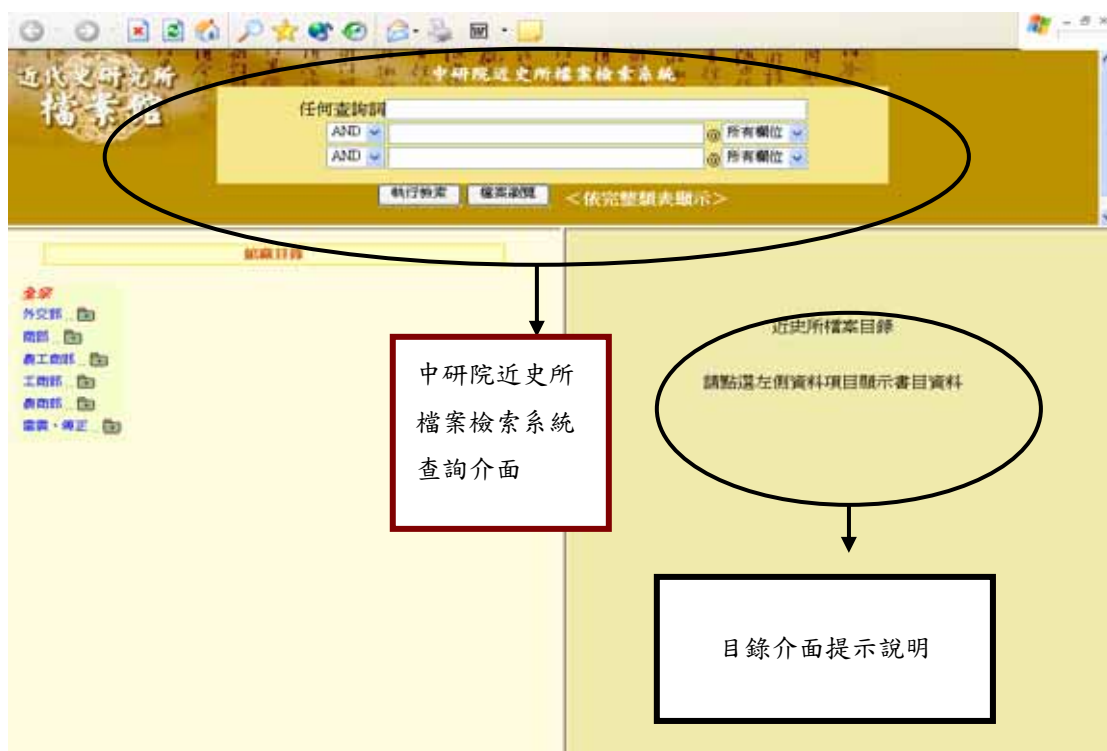 近代史研究所
檔案館
中研院近史所檔案檢索系統
任何查詢詞
AND @ 所有欄位
AND @ 所有欄位
執行檢索 檔案瀏覽 <依完整類表顯示>
館藏目錄
全宗
外交部
商部
農工商部
工商部
農商部
雷震、傅正
近史所檔案目錄
請點選左側資料項目顯示書目資料
中研院近史所
檔案檢索系統
查詢介面
目錄介面提示說明